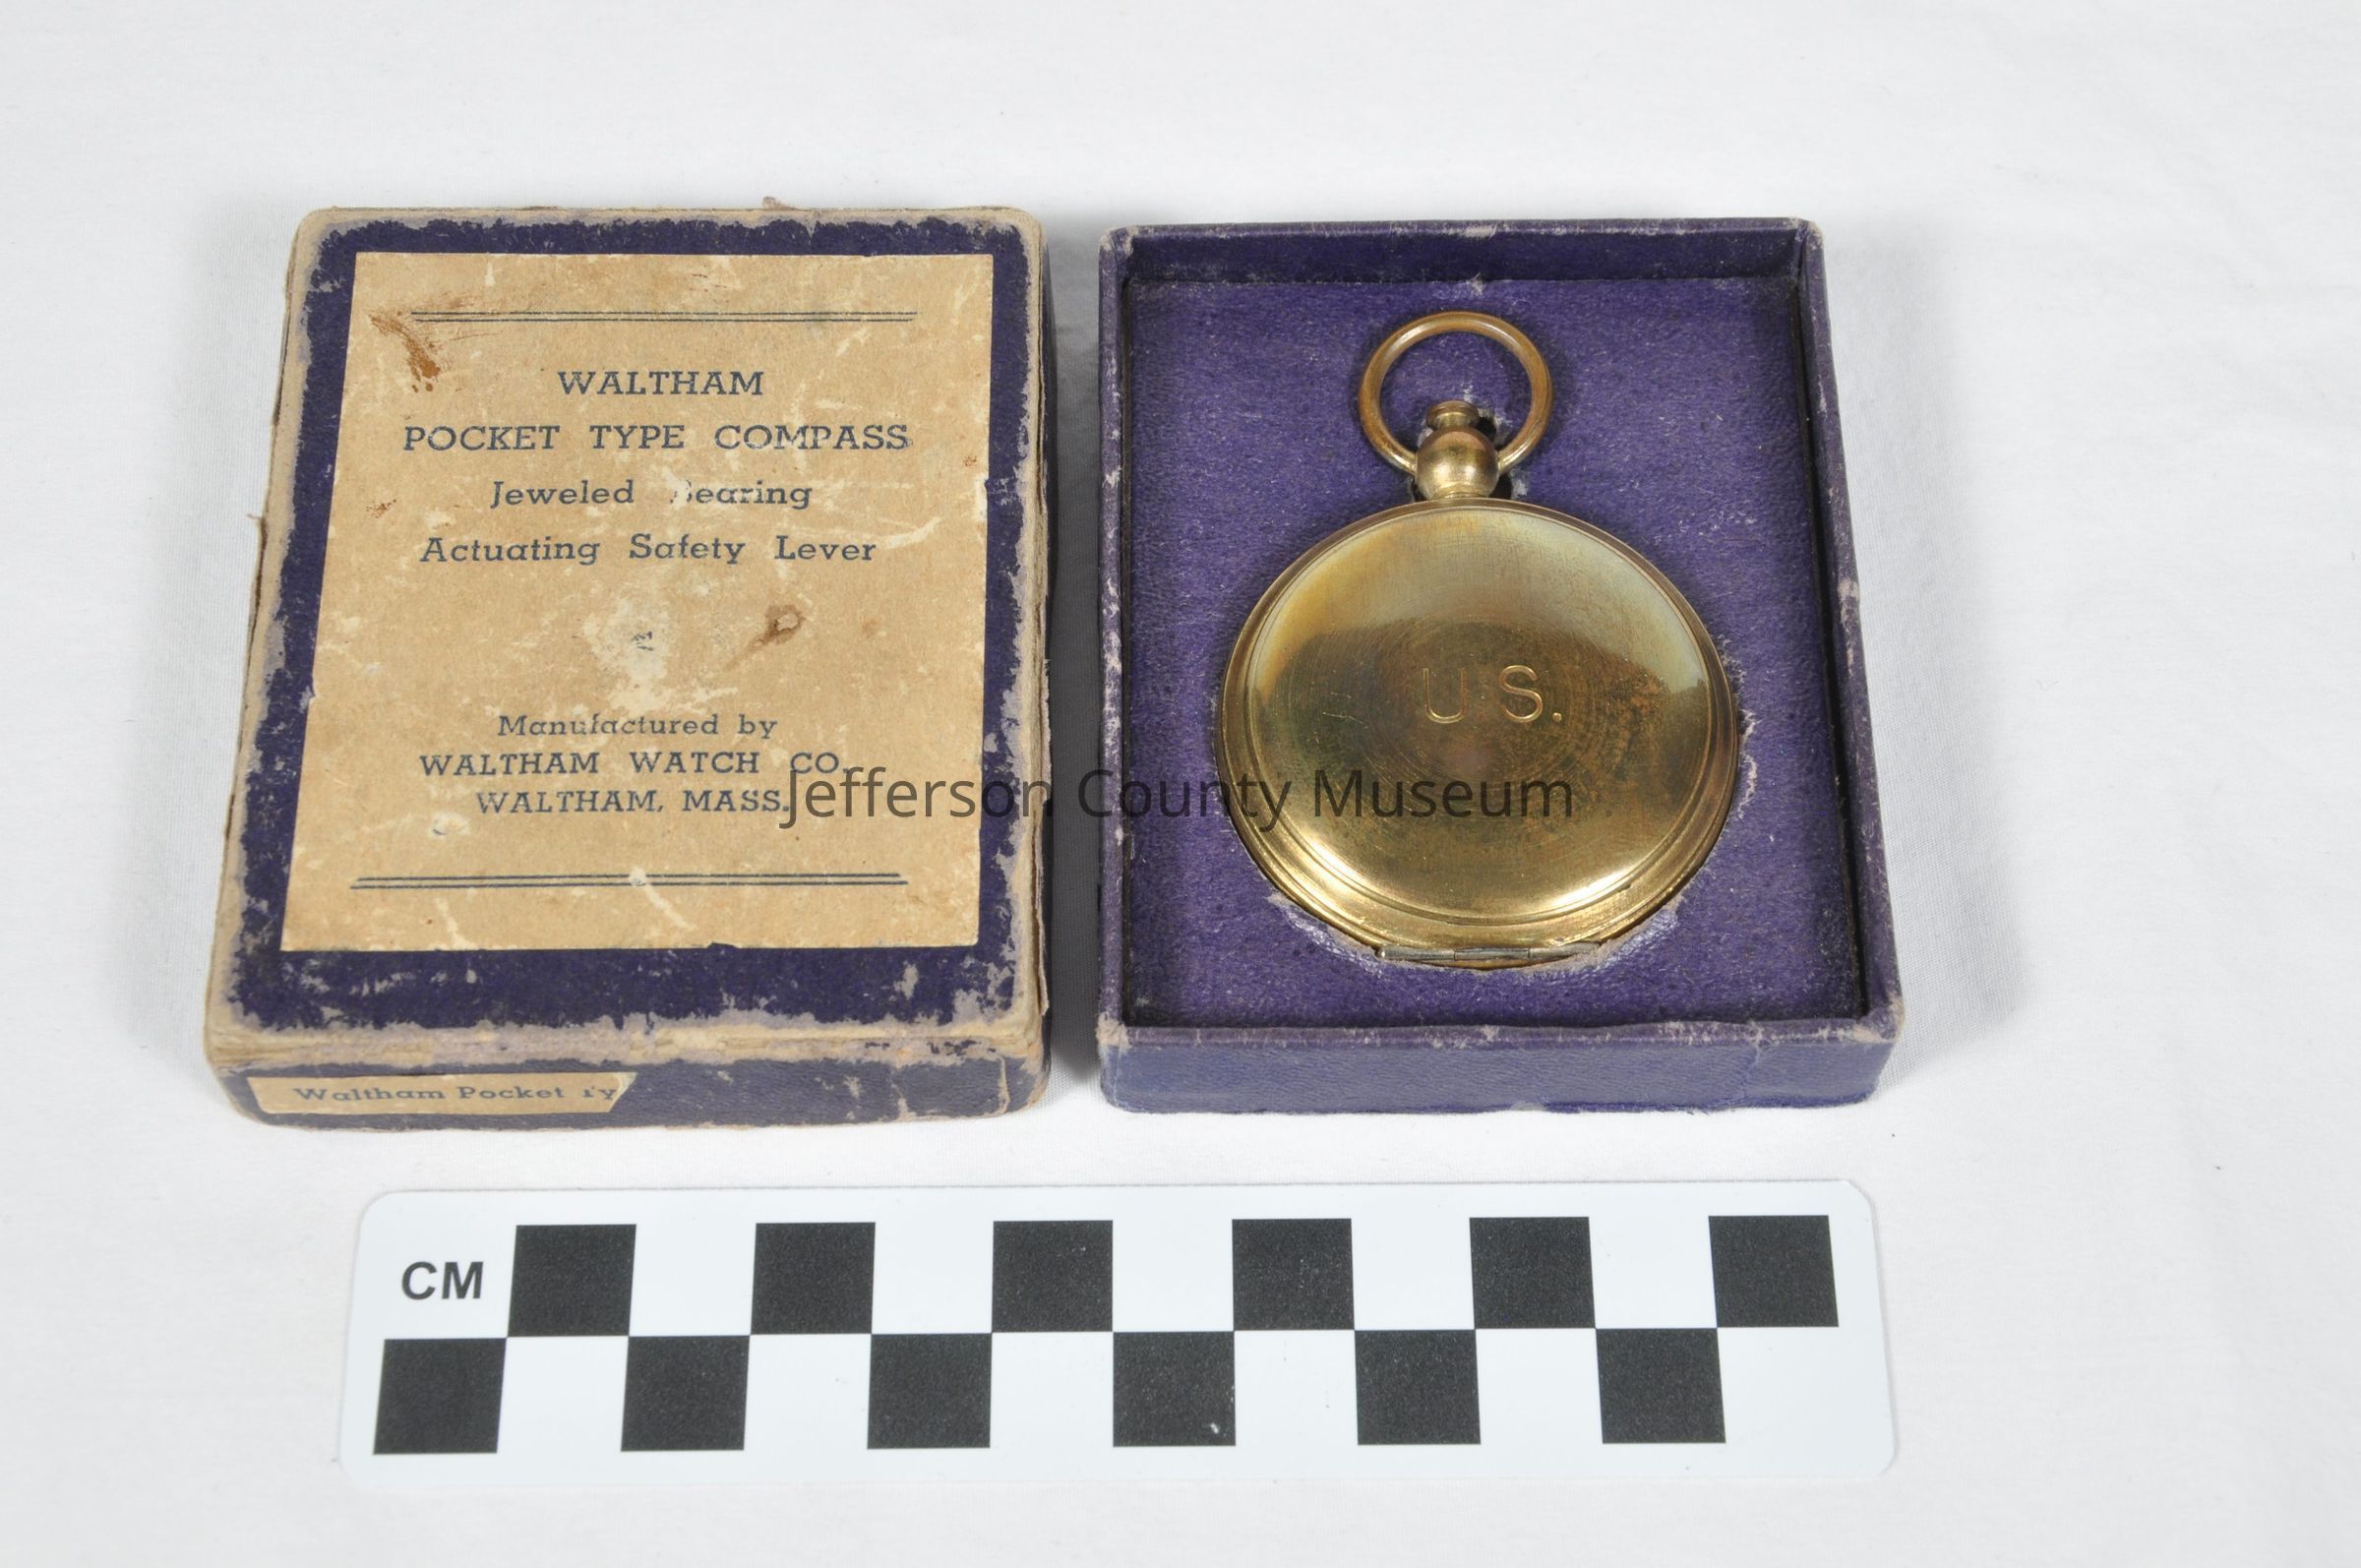 WALTHAM
POCKET TYPE COMPASS
Jeweled Bearing
Actuating Safety Lever
Manufactured by
WALTHAM WATCH CO.
WALTHAM, MASS.
Waltham Pocket Ty
U.S.
Jefferson County Museum
CM